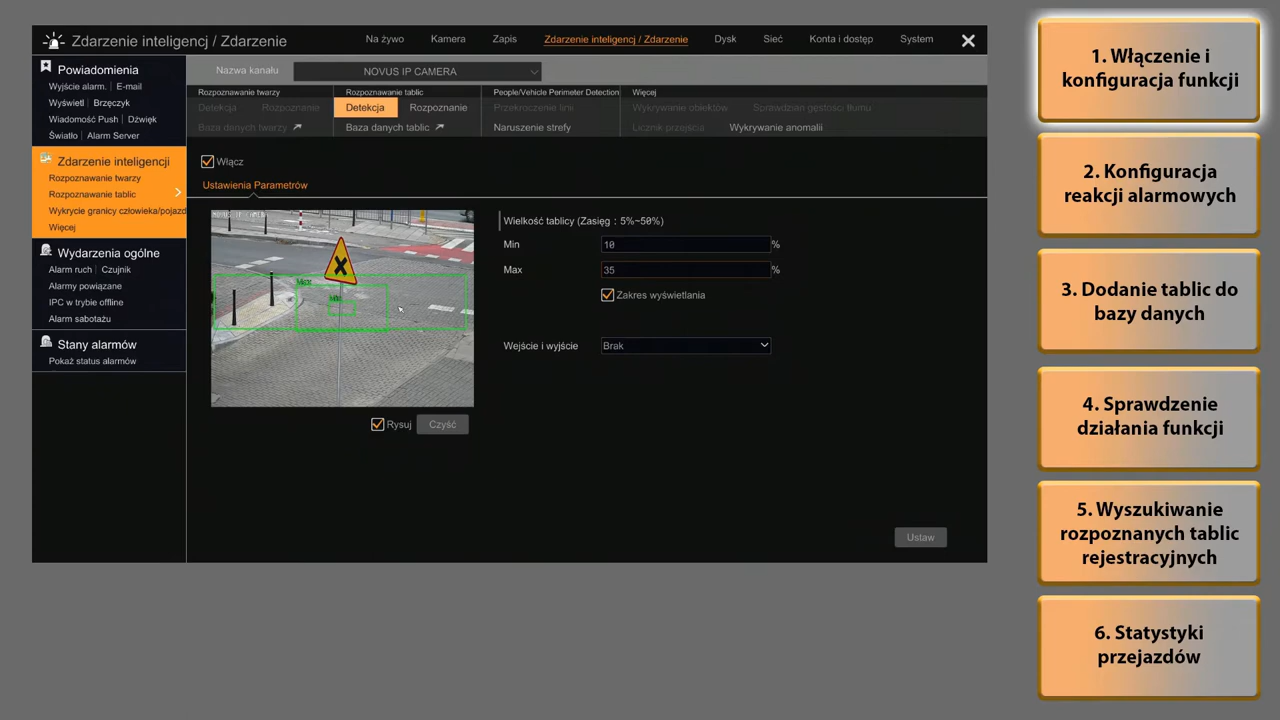 Zdarzenie inteligencj / Zdarzenie
Na żywo
Kamera
Zapis
Zdarzenie inteligencj / Zdarzenie
Dysk
Sieć
Konta i dostęp
System
Powiadomienia
Wyjście alarm. | E-mail
Wyświetl | Brzęczyk
Wiadomość Push | Dźwięk
Światło | Alarm Server
Zdarzenie inteligencji
Rozpoznawanie twarzy
Rozpoznawanie tablic
Wykrycie granicy człowieka/pojazd
Więcej
Wydarzenia ogólne
Alarm ruch | Czujnik
Alarmy powiązane
IPC w trybie offline
Alarm sabotażu
Stany alarmów
Pokaż status alarmów
Nazwa kanału
NOVUS IP CAMERA
Rozpoznawanie twarzy
Detekcja
Rozpoznanie
Baza danych twarzy
Rozpoznawanie tablic
Detekcja
Rozpoznanie
Baza danych tablic
People/Vehicle Perimeter Detection
Przekroczenie linii
Naruszenie strefy
Więcej
Wykrywanie obiektów
Sprawdzian gęstości tłumu
Licznik przejścia
Wykrywanie anomalii
Włącz
Ustawienia Parametrów
NOVUS IP CAMERA
Max
Min
Rysuj
Czyść
Wielkość tablicy (Zasięg : 5%~50%)
Min
10
%
Max
35
%
Zakres wyświetlania
Wejście i wyjście
Brak
Ustaw
1. Włączenie i
konfiguracja funkcji
2. Konfiguracja
reakcji alarmowych
3. Dodanie tablic do
bazy danych
4. Sprawdzenie
działania funkcji
5. Wyszukiwanie
rozpoznanych tablic
rejestracyjnych
6. Statystyki
przejazdów